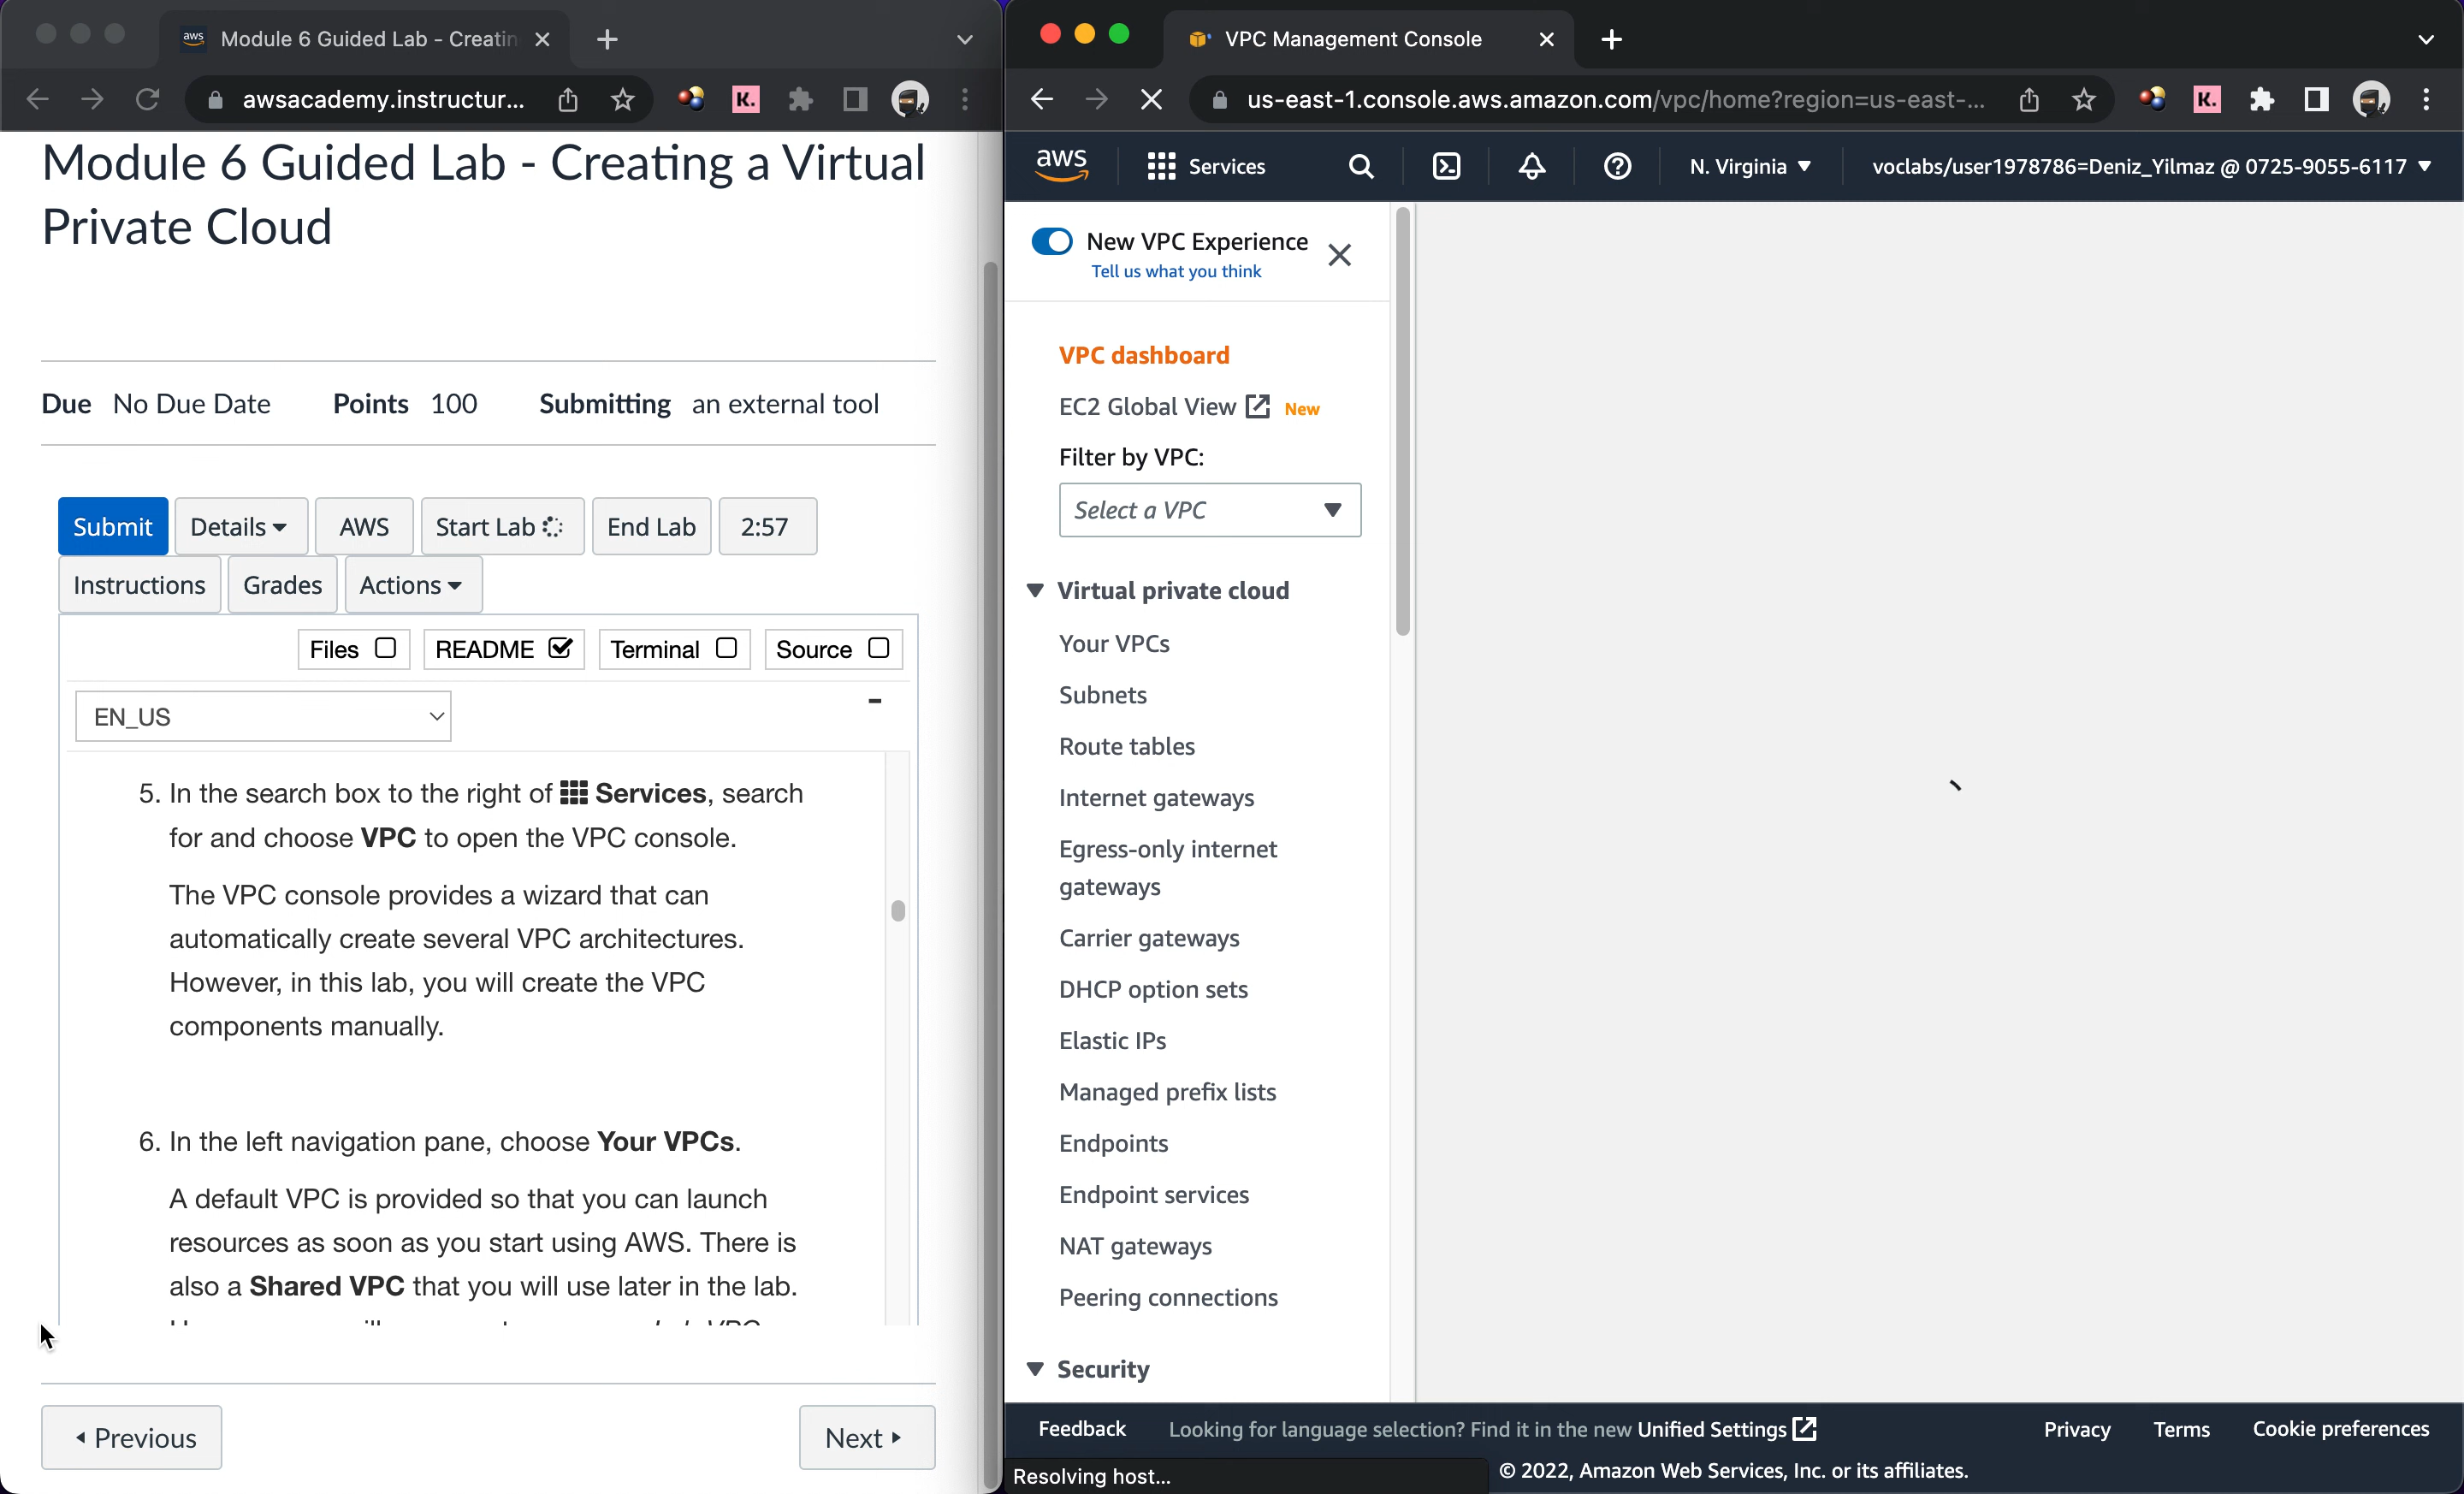 aws Module 6 Guided Lab - Creatin
awsacademy.instructur...
Module 6 Guided Lab - Creating a Virtual
Private Cloud
Due No Due Date Points 100 Submitting an external tool
Submit Details AWS Start Lab End Lab 2:57
Instructions Grades Actions
Files README Terminal Source
EN_US
5. In the search box to the right of Services, search
for and choose VPC to open the VPC console.
The VPC console provides a wizard that can
automatically create several VPC architectures.
However, in this lab, you will create the VPC
components manually.
6. In the left navigation pane, choose Your VPCs.
A default VPC is provided so that you can launch
resources as soon as you start using AWS. There is
also a Shared VPC that you will use later in the lab.
Previous Next
VPC Management Console
us-east-1.console.aws.amazon.com/vpc/home?region=us-east-...
K.
K.
aws Services N. Virginia voclabs/user1978786=Deniz_Yilmaz @ 0725-9055-6117
New VPC Experience
Tell us what you think
VPC dashboard
EC2 Global View New
Filter by VPC:
Select a VPC
Virtual private cloud
Your VPCs
Subnets
Route tables
Internet gateways
Egress-only internet
gateways
Carrier gateways
DHCP option sets
Elastic IPs
Managed prefix lists
Endpoints
Endpoint services
NAT gateways
Peering connections
Security
Feedback Looking for language selection? Find it in the new Unified Settings Privacy Terms Cookie preferences
Resolving host... © 2022, Amazon Web Services, Inc. or its affiliates.